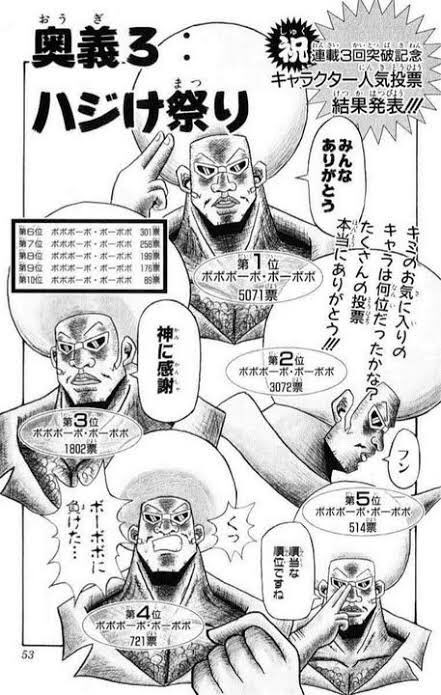 奥義3:
ハジけ祭り
祝
連載3回突破記念
キャラクター人気投票
結果発表!!!
みんな
ありがとう
キミのお気に入りの
キャラは何位だったかな?
たくさんの投票
本当にありがとう!!!
第1位
ボボボーボ・ボーボボ
5071票
第6位 ボボボーボ・ボーボボ 301票
第7位 ボボボーボ・ボーボボ 258票
第8位 ボボボーボ・ボーボボ 199票
第9位 ボボボーボ・ボーボボ 176票
第10位 ボボボーボ・ボーボボ 89票
第2位
ボボボーボ・ボーボボ
3072票
神に感謝
第3位
ボボボーボ・ボーボボ
1802票
フン
第5位
ボボボーボ・ボーボボ
514票
順当な
順位ですね
くっ
ボーボボに
負けた…
第4位
ボボボーボ・ボーボボ
721票
53